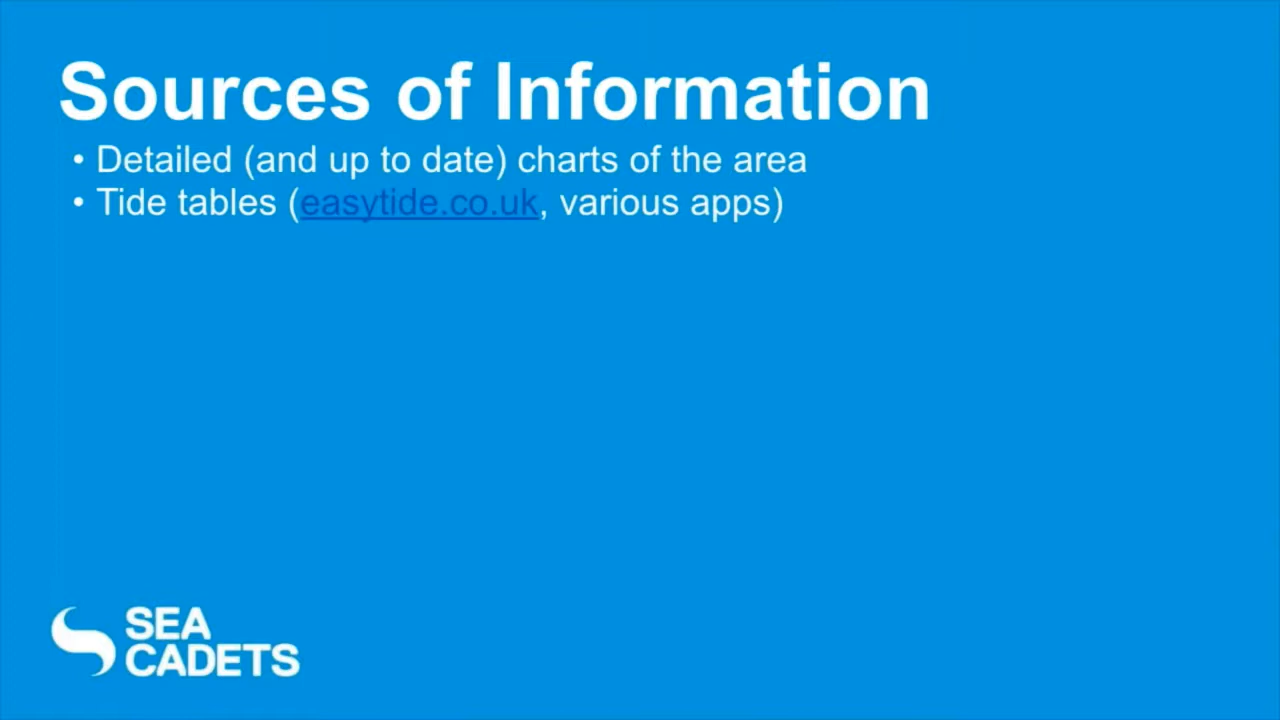 Sources of Information
• Detailed (and up to date) charts of the area
• Tide tables (easytide.co.uk, various apps)
SEA
CADETS